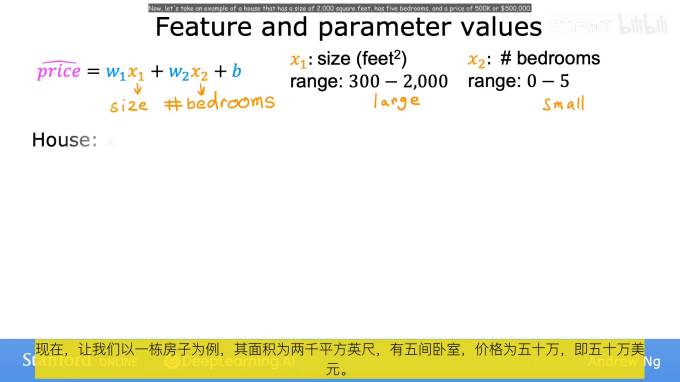 Now, let's take an example of a house that has a size of 2,000 square feet, has five bedrooms, and a price of 500K or $500,000.
Feature and parameter values
price = w₁x₁ + w₂x₂ + b
size #bedrooms
x₁: size (feet²)
range: 300 − 2,000
large
x₂: # bedrooms
range: 0 − 5
small
House:
bilibili
Stanford ONLINE DeepLearning.AI Andrew Ng
现在，让我们以一栋房子为例，其面积为两千平方英尺，有五间卧室，价格为五十万，即五十万美
元。